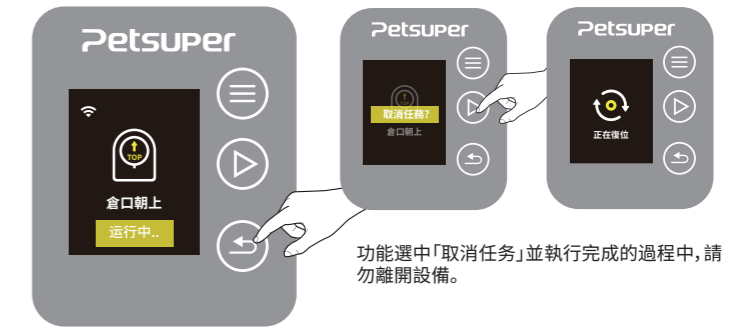 Petsuper
TOP
倉口朝上
运行中..
Petsuper
TOP
取消任務?
倉口朝上
Petsuper
正在復位
功能選中「取消任务」並執行完成的過程中,請
勿離開設備。